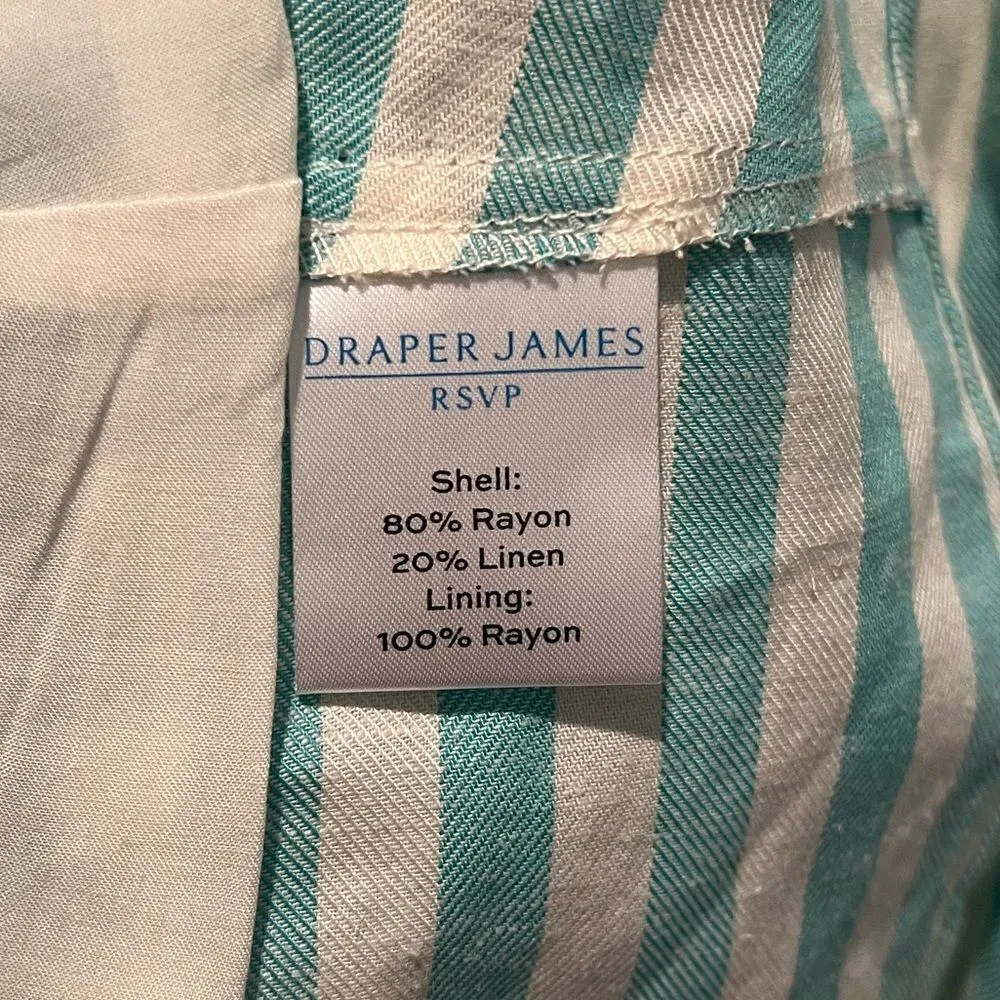 DRAPER JAMES
RSVP
Shell:
80% Rayon
20% Linen
Lining:
100% Rayon